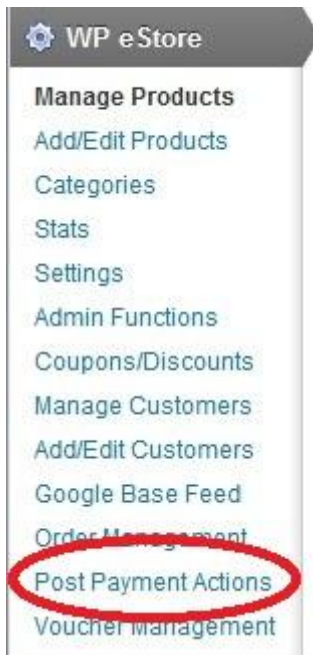 WP eStore
Manage Products
Add/Edit Products
Categories
Stats
Settings
Admin Functions
Coupons/Discounts
Manage Customers
Add/Edit Customers
Google Base Feed
Order Management
Post Payment Actions
Voucher Management